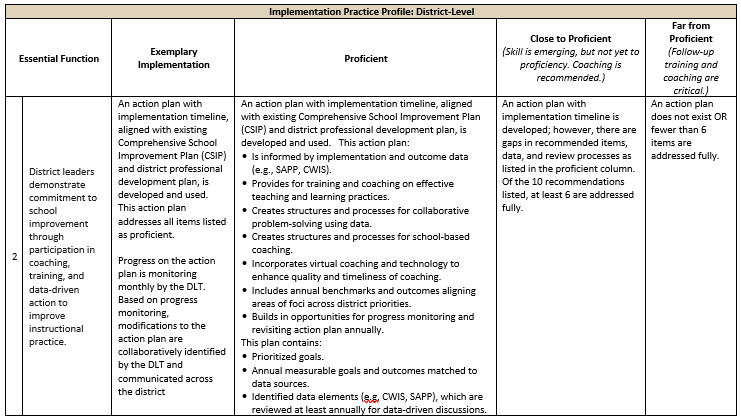 Implementation Practice Profile: District-Level
Essential Function
Exemplary
Implementation
Proficient
Close to Proficient
(Skill is emerging, but not yet to
proficiency. Coaching is
recommended.)
Far from
Proficient
(Follow-up
training and
coaching are
critical.)
2
District leaders
demonstrate
commitment to
school
improvement
through
participation in
coaching,
training, and
data-driven
action to
improve
instructional
practice.
An action plan with
implementation timeline,
aligned with existing
Comprehensive School
Improvement Plan (CSIP)
and district professional
development plan, is
developed and used.
This action plan
addresses all items listed
as proficient.
Progress on the action
plan is monitoring
monthly by the DLT.
Based on progress
monitoring,
modifications to the
action plan are
collaboratively identified
by the DLT and
communicated across
the district
An action plan with implementation timeline, aligned
with existing Comprehensive School Improvement Plan
(CSIP) and district professional development plan, is
developed and used. This action plan:
• Is informed by implementation and outcome data
(e.g., SAPP, CWIS).
• Provides for training and coaching on effective
teaching and learning practices.
• Creates structures and processes for collaborative
problem-solving using data.
• Creates structures and processes for school-based
coaching.
• Incorporates virtual coaching and technology to
enhance quality and timeliness of coaching.
• Includes annual benchmarks and outcomes aligning
areas of foci across district priorities.
• Builds in opportunities for progress monitoring and
revisiting action plan annually.
This plan contains:
• Prioritized goals.
• Annual measurable goals and outcomes matched to
data sources.
• Identified data elements (e.g. CWIS, SAPP), which are
reviewed at least annually for data-driven discussions.
An action plan with
implementation timeline is
developed; however, there are
gaps in recommended items,
data, and review processes as
listed in the proficient column.
Of the 10 recommendations
listed, at least 6 are addressed
fully.
An action plan
does not exist OR
fewer than 6
items are
addressed fully.